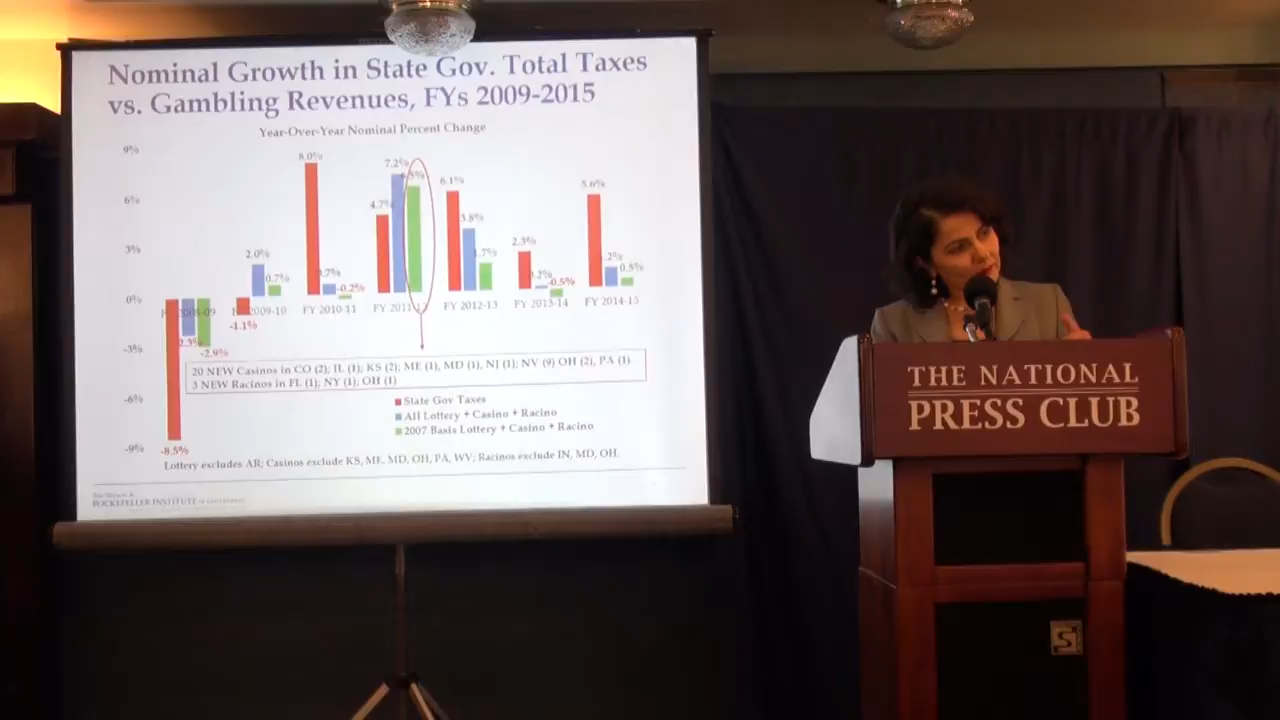 Nominal Growth in State Gov. Total Taxes
vs. Gambling Revenues, FYs 2009-2015
Year-Over-Year Nominal Percent Change
9%
6%
3%
0%
-3%
-6%
-9%
-8.5%
-2.9%
-1.1%
2.0%
0.7%
8.0%
-0.2%
4.7%
7.2%
6.1%
3.8%
2.3%
-0.5%
5.6%
0.5%
2009-10
FY 2010-11
FY 2012-13
FY 2013-14
FY 2014-15
20 NEW Casinos in CO (2); IL (1); KS (2); ME (1), MD (1), NJ (1); NV (9) OH (2), PA (1)
3 NEW Racinos in FL (1); NY (1); OH (1)
State Gov Taxes
All Lottery + Casino + Racino
2007 Basis Lottery + Casino + Racino
Lottery excludes AR; Casinos exclude KS, ME, MD, OH, PA, WV; Racinos exclude IN, MD, OH.
ROCKEFELLER INSTITUTE
THE NATIONAL
PRESS CLUB
S